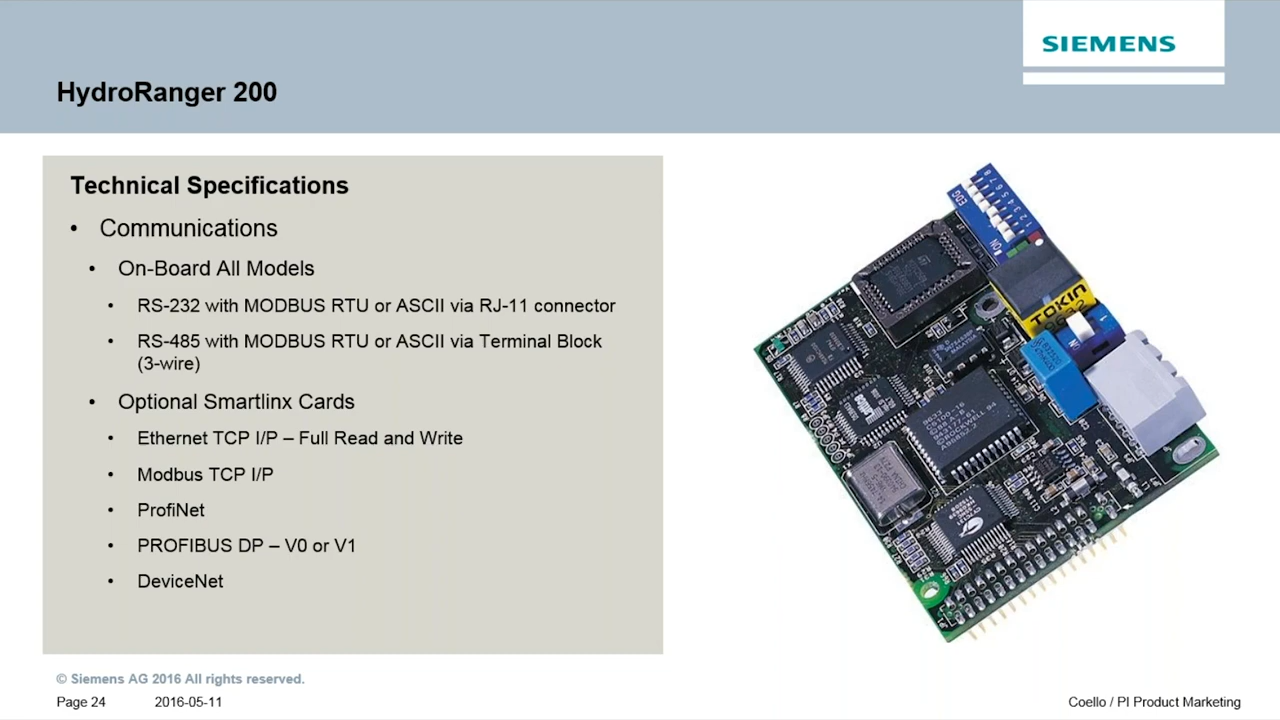 SIEMENS
HydroRanger 200
Technical Specifications
• Communications
• On-Board All Models
• RS-232 with MODBUS RTU or ASCII via RJ-11 connector
• RS-485 with MODBUS RTU or ASCII via Terminal Block
(3-wire)
• Optional Smartlinx Cards
• Ethernet TCP I/P – Full Read and Write
• Modbus TCP I/P
• ProfiNet
• PROFIBUS DP – V0 or V1
• DeviceNet
EDG
ON
TOKIN
© Siemens AG 2016 All rights reserved.
Page 24 2016-05-11
Coello / PI Product Marketing